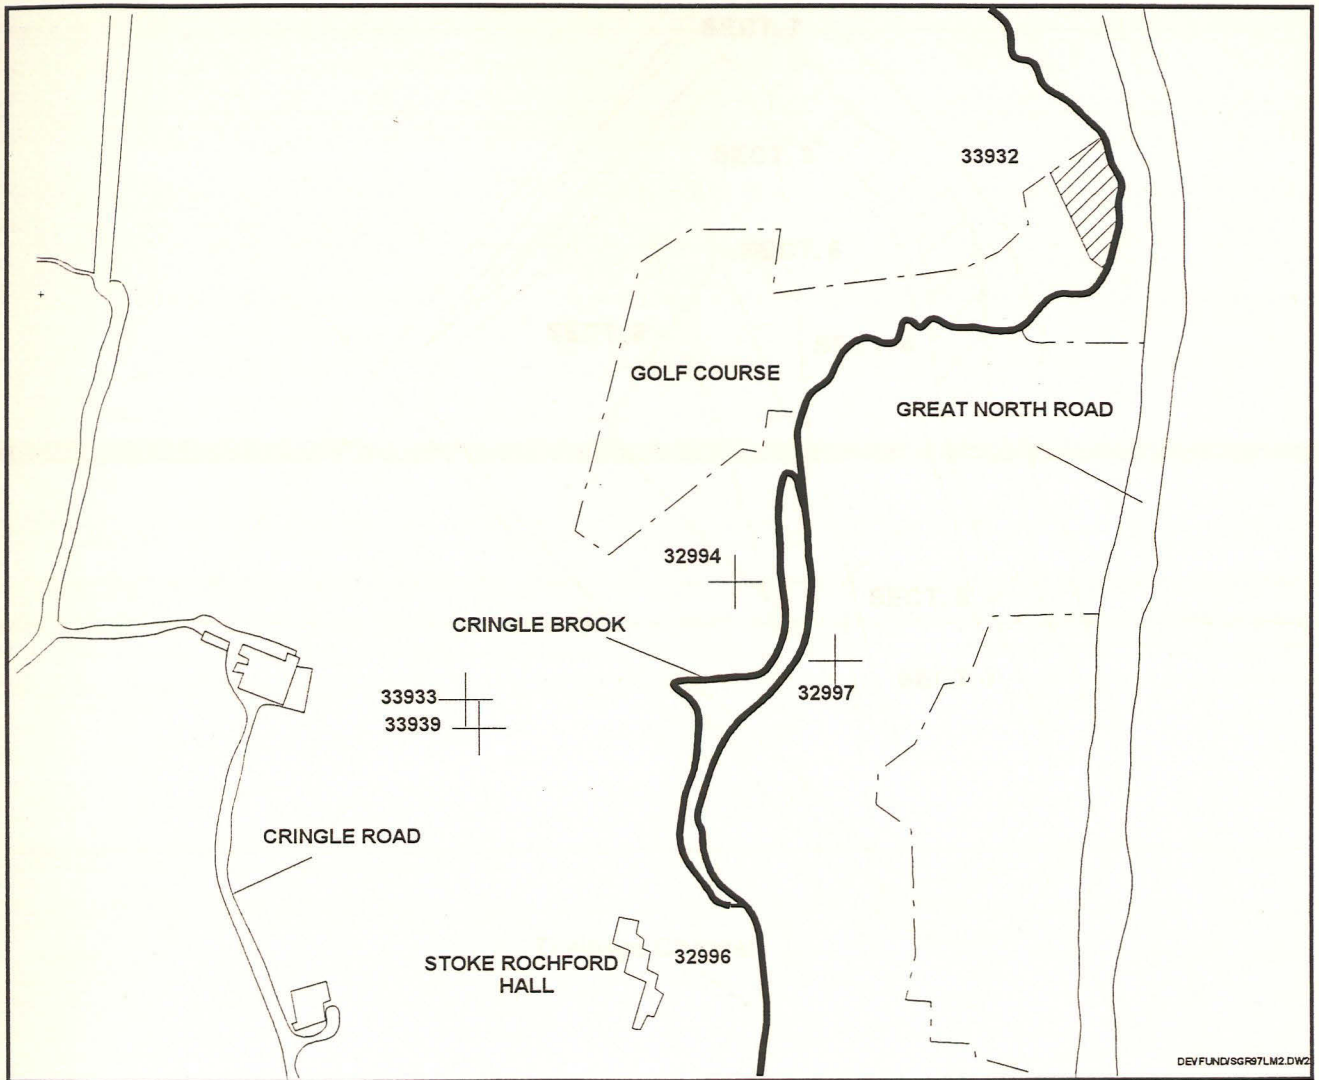 33932
GOLF COURSE
GREAT NORTH ROAD
32994
CRINGLE BROOK
33933
32997
33939
CRINGLE ROAD
STOKE ROCHFORD
HALL
32996
DEVFUND/SGR97LM2.DW2